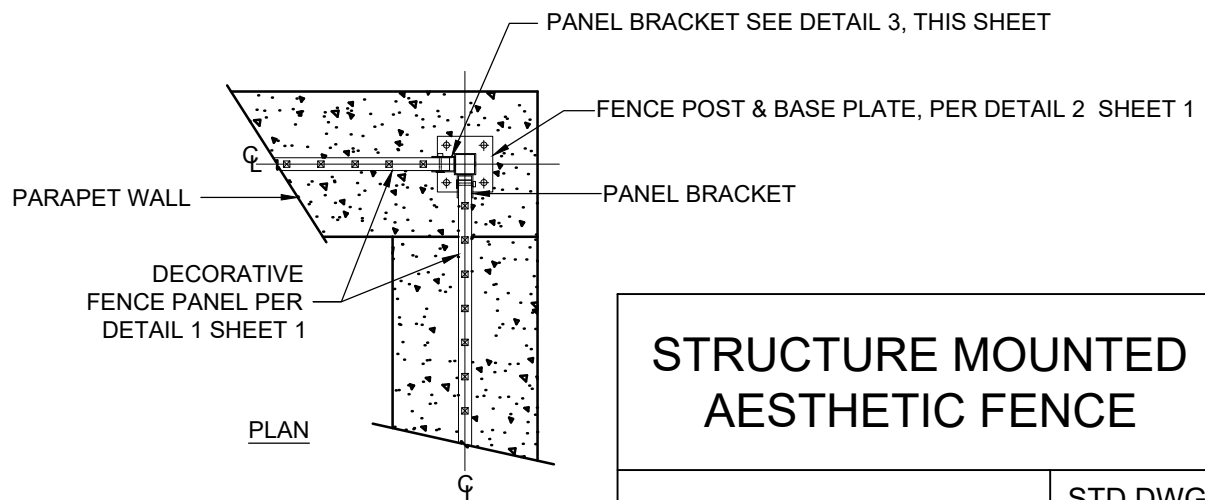 PANEL BRACKET SEE DETAIL 3, THIS SHEET
FENCE POST & BASE PLATE, PER DETAIL 2 SHEET 1
℄
PARAPET WALL
PANEL BRACKET
DECORATIVE
FENCE PANEL PER
DETAIL 1 SHEET 1
PLAN
℄
STRUCTURE MOUNTED
AESTHETIC FENCE
STD DWG